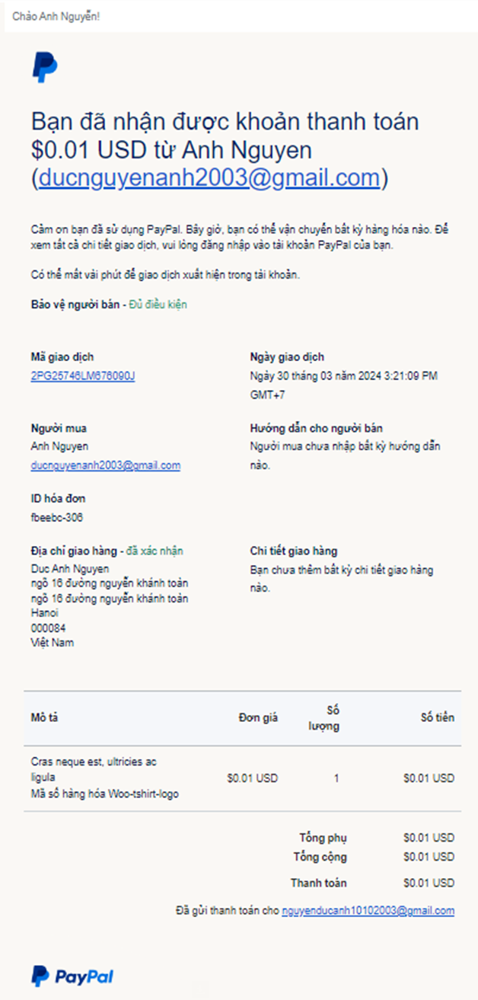 Chào Anh Nguyễn!
Bạn đã nhận được khoản thanh toán
$0.01 USD từ Anh Nguyen
(ducnguyenanh2003@gmail.com)
Cảm ơn bạn đã sử dụng PayPal. Bây giờ, bạn có thể vận chuyển bất kỳ hàng hóa nào. Để
xem tất cả chi tiết giao dịch, vui lòng đăng nhập vào tài khoản PayPal của bạn.
Có thể mất vài phút để giao dịch xuất hiện trong tài khoản.
Bảo vệ người bán - Đủ điều kiện
Mã giao dịch
2PG25746LM676090J
Ngày giao dịch
Ngày 30 tháng 03 năm 2024 3:21:09 PM
GMT+7
Người mua
Anh Nguyen
ducnguyenanh2003@gmail.com
Hướng dẫn cho người bán
Người mua chưa nhập bất kỳ hướng dẫn
nào.
ID hóa đơn
fbeebc-306
Địa chỉ giao hàng - đã xác nhận
Duc Anh Nguyen
ngõ 16 đường nguyễn khánh toàn
ngõ 16 đường nguyễn khánh toàn
Hanoi
000084
Việt Nam
Chi tiết giao hàng
Bạn chưa thêm bất kỳ chi tiết giao hàng
nào.
Mô tả Đơn giá Số lượng Số tiền
Cras neque est, ultricies ac
ligula
Mã số hàng hóa Woo-tshirt-logo
$0.01 USD 1 $0.01 USD
Tổng phụ $0.01 USD
Tổng cộng $0.01 USD
Thanh toán $0.01 USD
Đã gửi thanh toán cho nguyenducanh10102003@gmail.com
PayPal